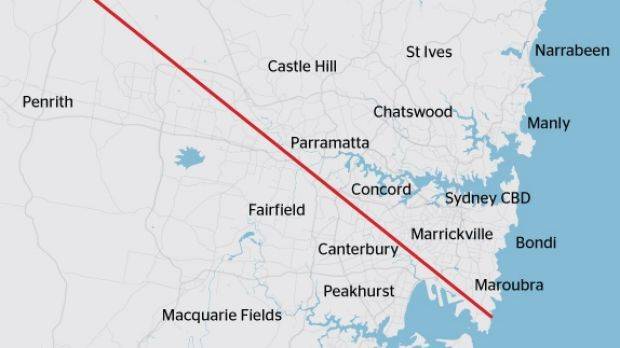 St Ives
Narrabeen
Castle Hill
Penrith
Chatswood
Manly
Parramatta
Concord
Sydney CBD
Fairfield
Marrickville
Bondi
Canterbury
Maroubra
Peakhurst
Macquarie Fields